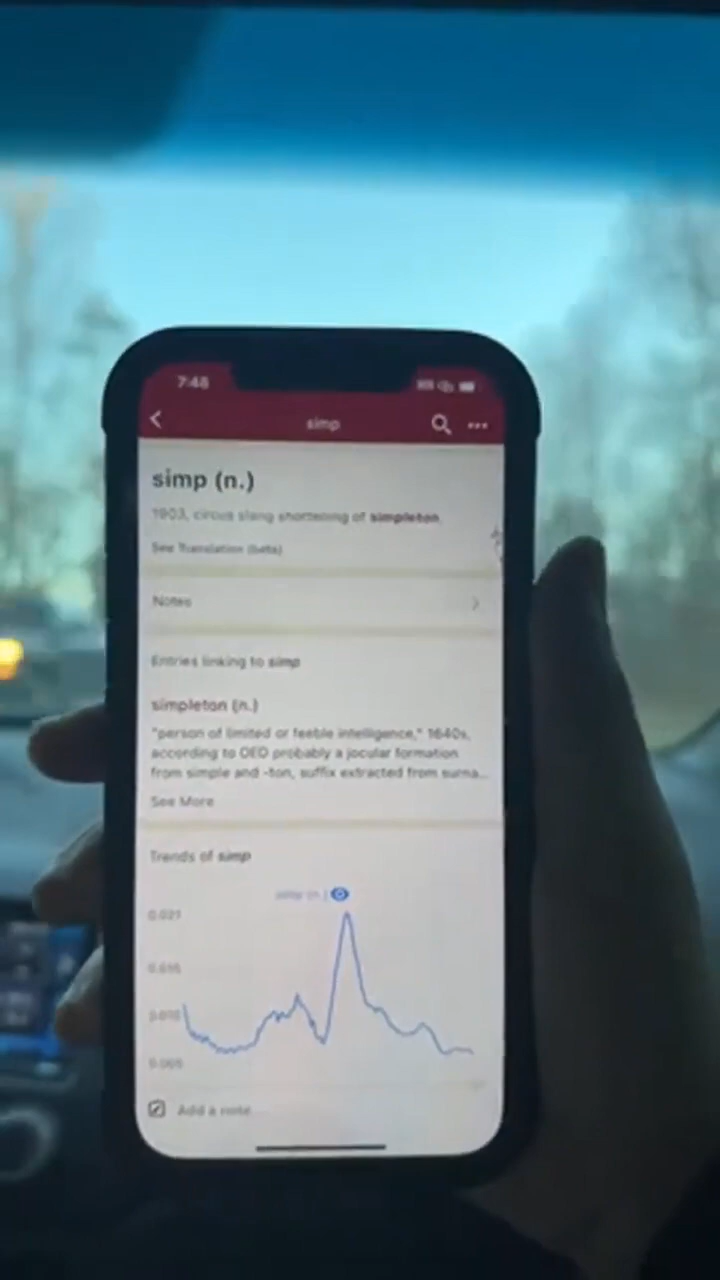 7:48
simp
simp (n.)
1903, circus slang shortening of simpleton.
See Translation (beta)
Notes
Entries linking to simp
simpleton (n.)
"person of limited or feeble intelligence," 1640s,
according to OED probably a jocular formation
from simple and -ton, suffix extracted from surna...
See More
Trends of simp
simp (n.)
0.021
0.016
0.010
0.005
Add a note...